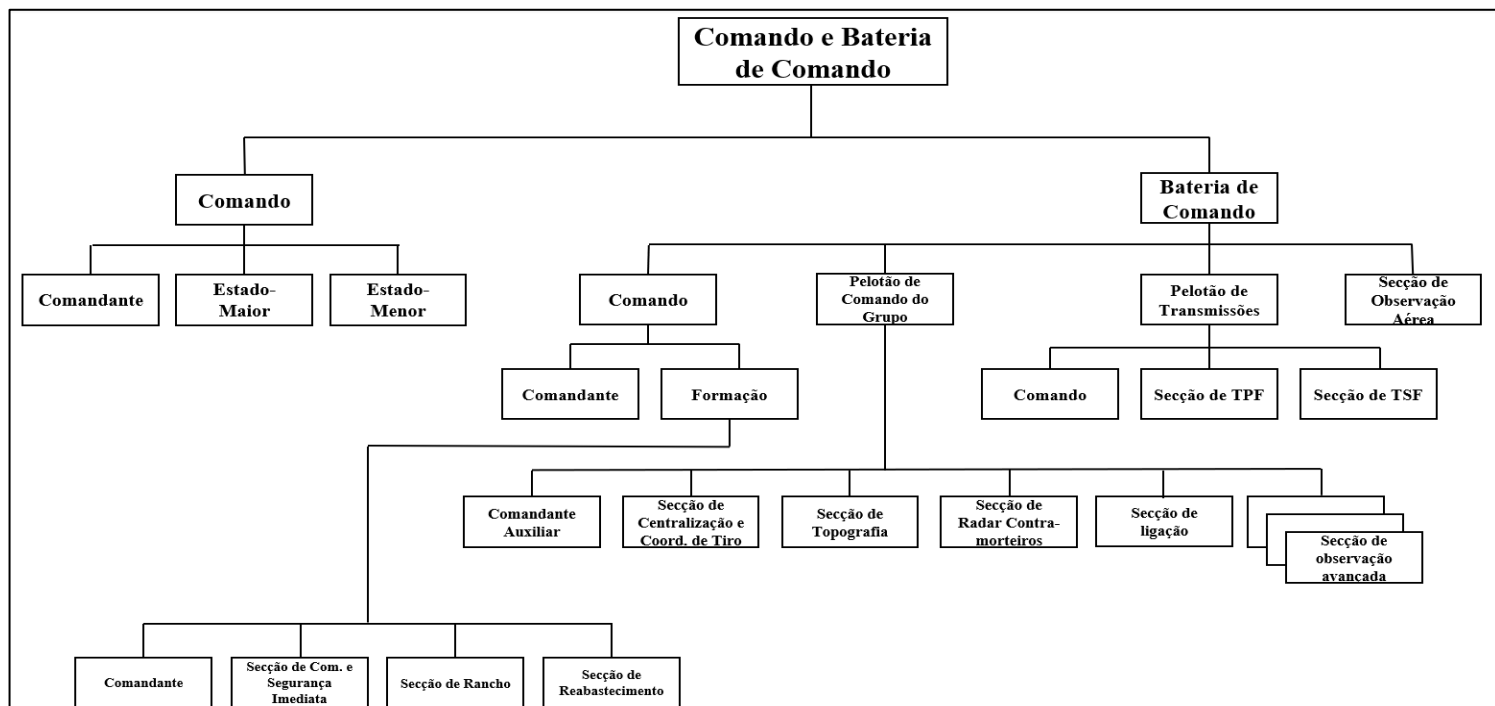 Comando e Bateria
de Comando
Comando
Bateria de
Comando
Comandante
Estado-
Maior
Estado-
Menor
Comando
Pelotão de
Comando do
Grupo
Pelotão de
Transmissões
Secção de
Observação
Aérea
Comandante
Formação
Comando
Secção de TPF
Secção de TSF
Comandante
Auxiliar
Secção de
Centralização e
Coord. de Tiro
Secção de
Topografia
Secção de
Radar Contra-
morteiros
Secção de
ligação
Secção de
observação
avançada
Comandante
Secção de Com. e
Segurança
Imediata
Secção de Rancho
Secção de
Reabastecimento